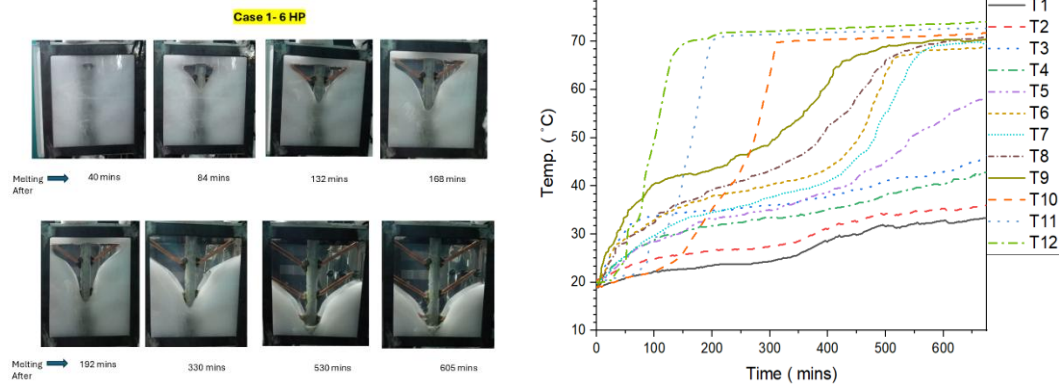 Case 1- 6 HP
Melting
After
40 mins
84 mins
132 mins
168 mins
Melting
After
192 mins
330 mins
530 mins
605 mins
Temp. ( °C)
70
60
50
40
30
20
10
0
100
200
300
400
500
600
Time ( mins)
T1
T2
T3
T4
T5
T6
T7
T8
T9
T10
T11
T12